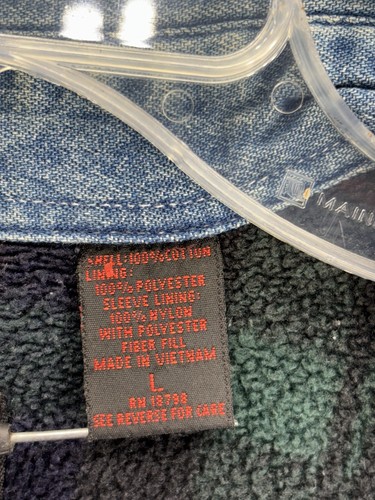 MAIN
SHELL: 100% COTTON
LINING:
100% POLYESTER
SLEEVE LINING:
100% NYLON
WITH POLYESTER
FIBER FILL
MADE IN VIETNAM
L
RN 18798
SEE REVERSE FOR CARE